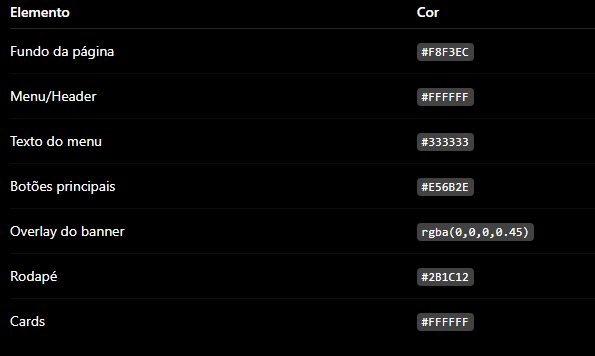 Elemento Cor
Fundo da página #F8F3EC
Menu/Header #FFFFFF
Texto do menu #333333
Botões principais #E56B2E
Overlay do banner rgba(0,0,0,0.45)
Rodapé #2B1C12
Cards #FFFFFF